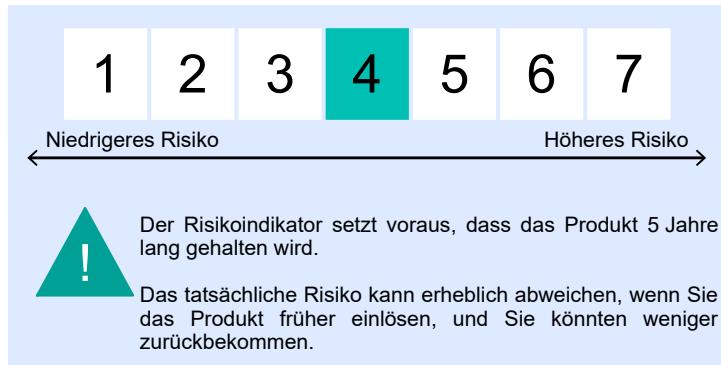 1 2 3 4 5 6 7
Niedrigeres Risiko Höheres Risiko
!
Der Risikoindikator setzt voraus, dass das Produkt 5 Jahre
lang gehalten wird.
Das tatsächliche Risiko kann erheblich abweichen, wenn Sie
das Produkt früher einlösen, und Sie könnten weniger
zurückbekommen.